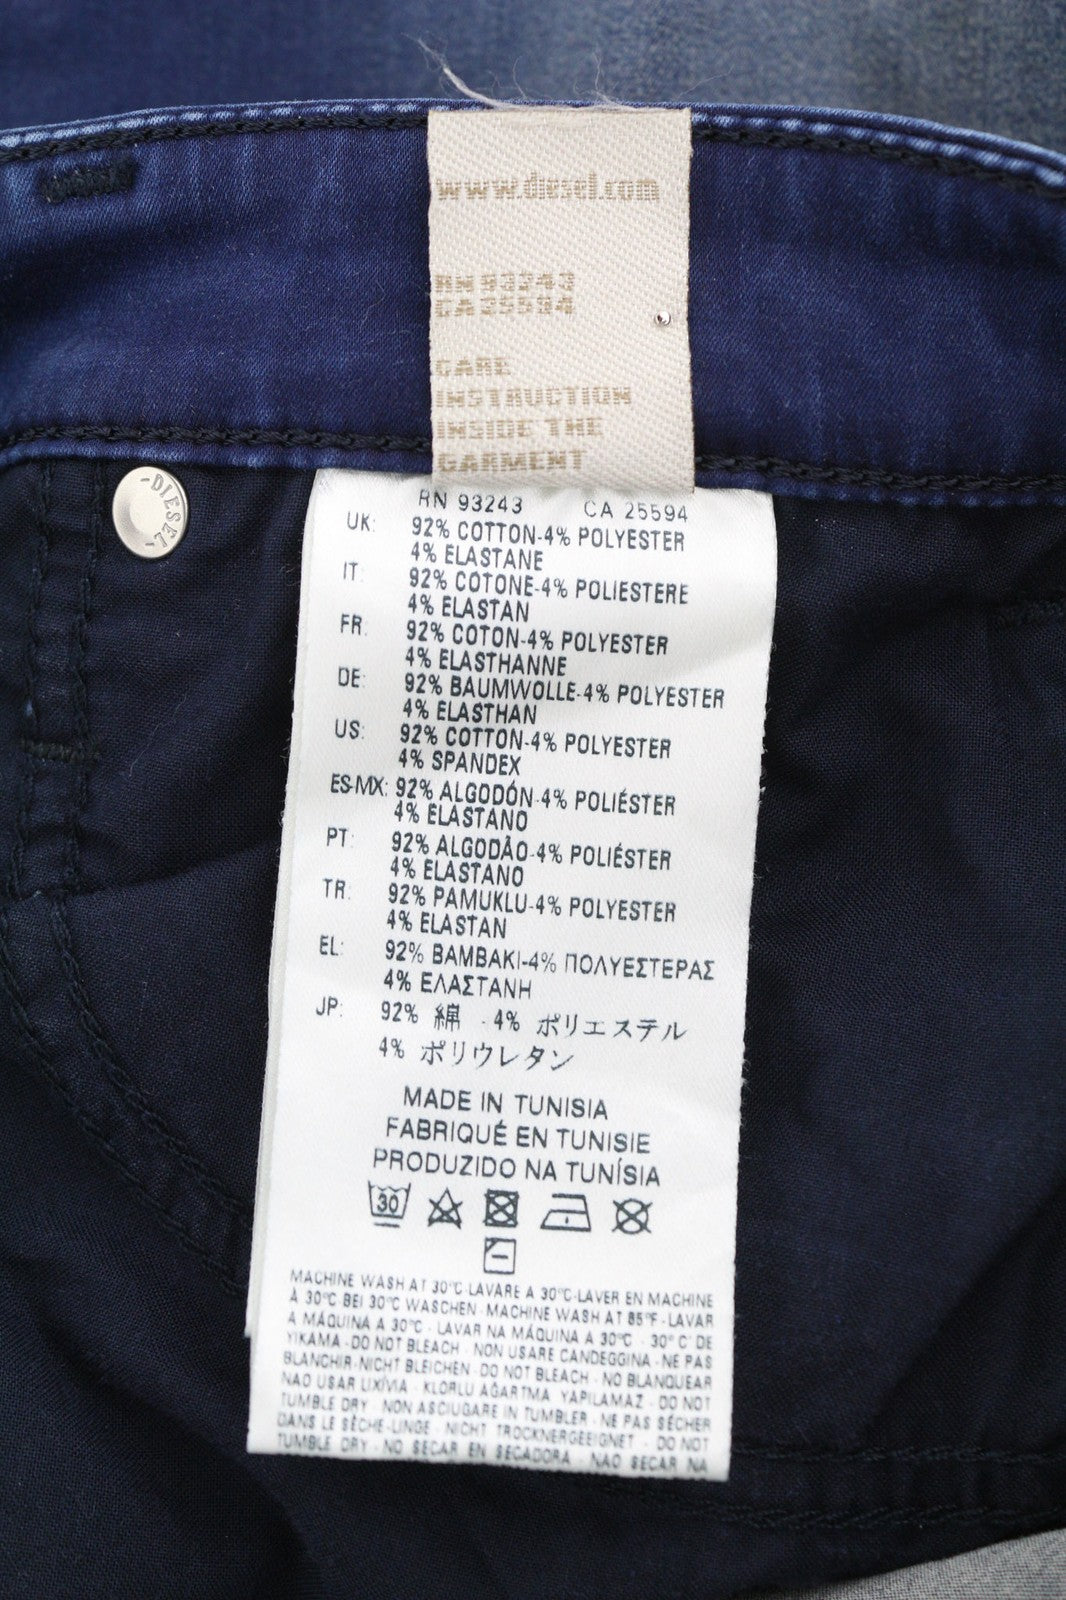 www.diesel.com
RN 93243
CA 25594
CARE
INSTRUCTION
INSIDE THE
GARMENT
-DIESEL-
RN 93243 CA 25594
UK: 92% COTTON-4% POLYESTER
4% ELASTANE
IT: 92% COTONE-4% POLIESTERE
4% ELASTAN
FR: 92% COTON-4% POLYESTER
4% ELASTHANNE
DE: 92% BAUMWOLLE-4% POLYESTER
4% ELASTHAN
US: 92% COTTON-4% POLYESTER
4% SPANDEX
ES-MX: 92% ALGODÓN-4% POLIÉSTER
4% ELASTANO
PT: 92% ALGODÃO-4% POLIÉSTER
4% ELASTANO
TR: 92% PAMUKLU-4% POLYESTER
4% ELASTAN
EL: 92% BAMBAKI-4% ΠΟΛΥΕΣΤΕΡΑΣ
4% ΕΛΑΣΤΑΝΗ
JP: 92% 綿 - 4% ポリエステル
4% ポリウレタン
MADE IN TUNISIA
FABRIQUÉ EN TUNISIE
PRODUZIDO NA TUNÍSIA
30
MACHINE WASH AT 30°C-LAVARE A 30°C-LAVER EN MACHINE
À 30°C BEI 30°C WASCHEN - MACHINE WASH AT 85°F - LAVAR
A MÁQUINA A 30°C - LAVAR NA MÁQUINA A 30°C - 30° C' DE
YIKAMA - DO NOT BLEACH - NON USARE CANDEGGINA - NE PAS
BLANCHIR-NICHT BLEICHEN - DO NOT BLEACH - NO BLANQUEAR
NAO USAR LIXÍVIA - KLORLU AĞARTMA YAPILAMAZ - DO NOT
TUMBLE DRY - NON ASCIUGARE IN TUMBLER - NE PAS SÉCHER
DANS LE SÈCHE-LINGE - NICHT TROCKNERGEEIGNET - DO NOT
TUMBLE DRY - NO SECAR EN SECADORA - NAO SECAR NA